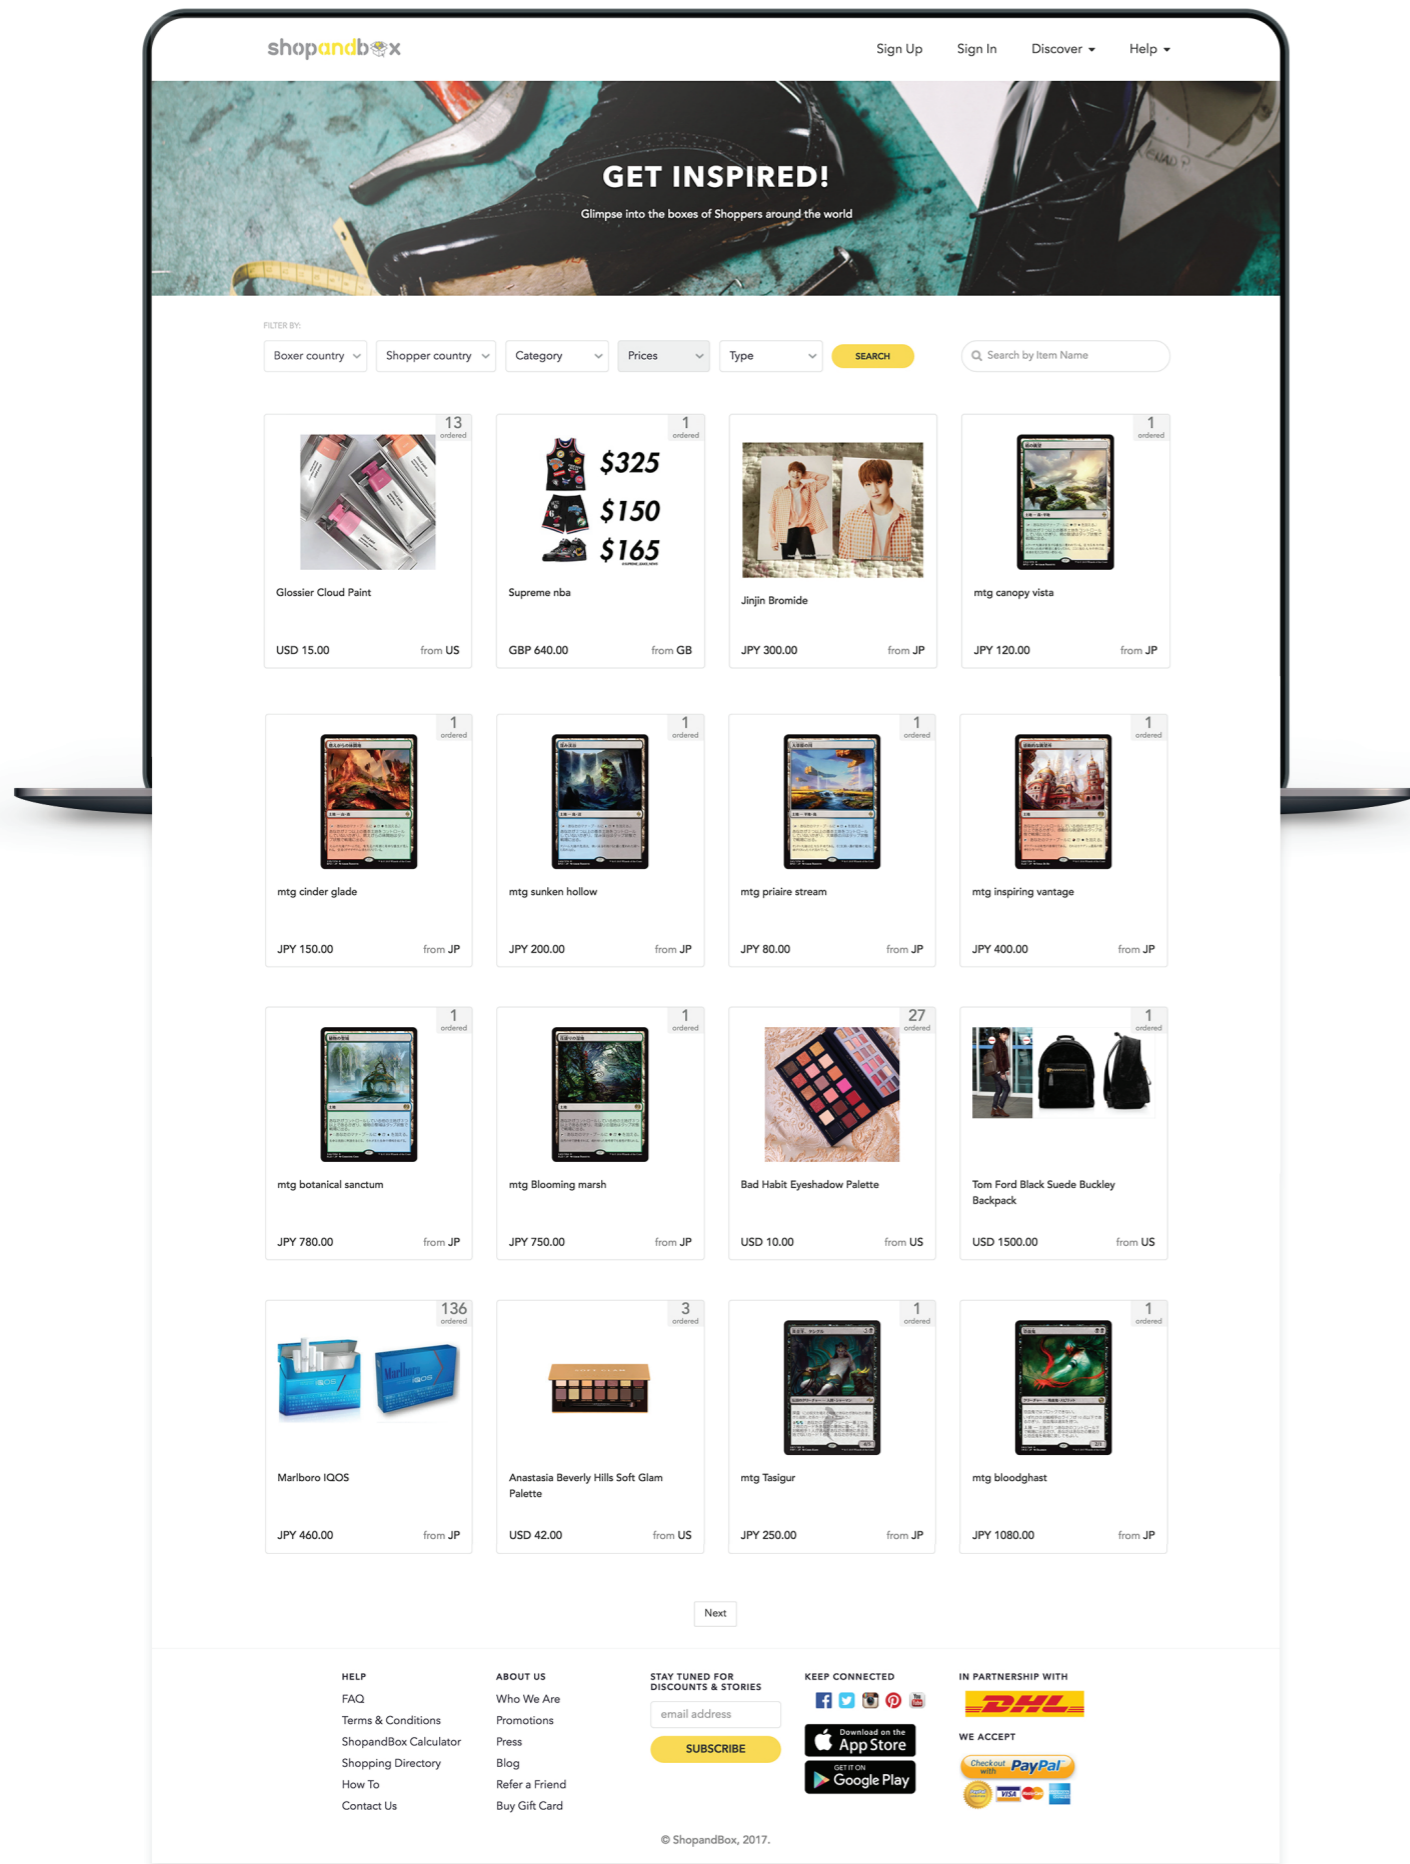 shopandbox
Sign Up Sign In Discover Help
GET INSPIRED!
Glimpse into the boxes of Shoppers around the world
FILTER BY:
Boxer country Shopper country Category Prices Type SEARCH Search by Item Name
13
ordered
Glossier Cloud Paint
USD 15.00 from US
1
ordered
$325
$150
$165
Supreme nba
GBP 640.00 from GB
Jinjin Bromide
JPY 300.00 from JP
1
ordered
mtg canopy vista
JPY 120.00 from JP
1
ordered
mtg cinder glade
JPY 150.00 from JP
1
ordered
mtg sunken hollow
JPY 200.00 from JP
1
ordered
mtg priaire stream
JPY 80.00 from JP
1
ordered
mtg inspiring vantage
JPY 400.00 from JP
1
ordered
mtg botanical sanctum
JPY 780.00 from JP
1
ordered
mtg Blooming marsh
JPY 750.00 from JP
27
ordered
Bad Habit Eyeshadow Palette
USD 10.00 from US
1
ordered
Tom Ford Black Suede Buckley
Backpack
USD 1500.00 from US
136
ordered
Marlboro
IQOS
IQOS
Marlboro IQOS
JPY 460.00 from JP
3
ordered
Anastasia Beverly Hills Soft Glam
Palette
USD 42.00 from US
1
ordered
mtg Tasigur
JPY 250.00 from JP
1
ordered
mtg bloodghast
JPY 1080.00 from JP
Next
HELP
FAQ
Terms & Conditions
ShopandBox Calculator
Shopping Directory
How To
Contact Us
ABOUT US
Who We Are
Promotions
Press
Blog
Refer a Friend
Buy Gift Card
STAY TUNED FOR
DISCOUNTS & STORIES
email address
SUBSCRIBE
KEEP CONNECTED
Download on the
App Store
GET IT ON
Google Play
IN PARTNERSHIP WITH
DHL
WE ACCEPT
Checkout
with PayPal
VISA
© ShopandBox, 2017.